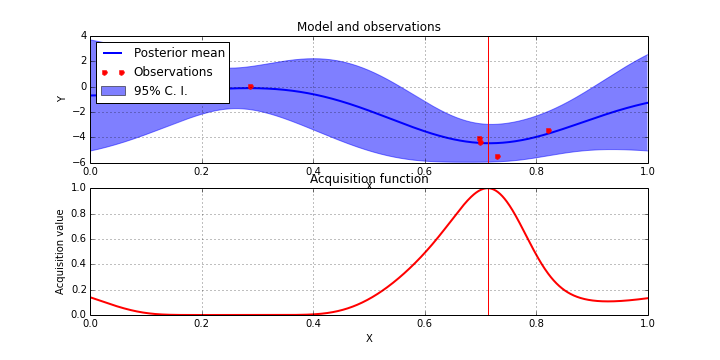 Model and observations
Y
4
2
0
−2
−4
−6
Posterior mean
Observations
95% C. I.
0.0 0.2 0.4 0.6 0.8 1.0
X
Acquisition function
Acquisition value
1.0
0.8
0.6
0.4
0.2
0.0
0.0 0.2 0.4 0.6 0.8 1.0
X